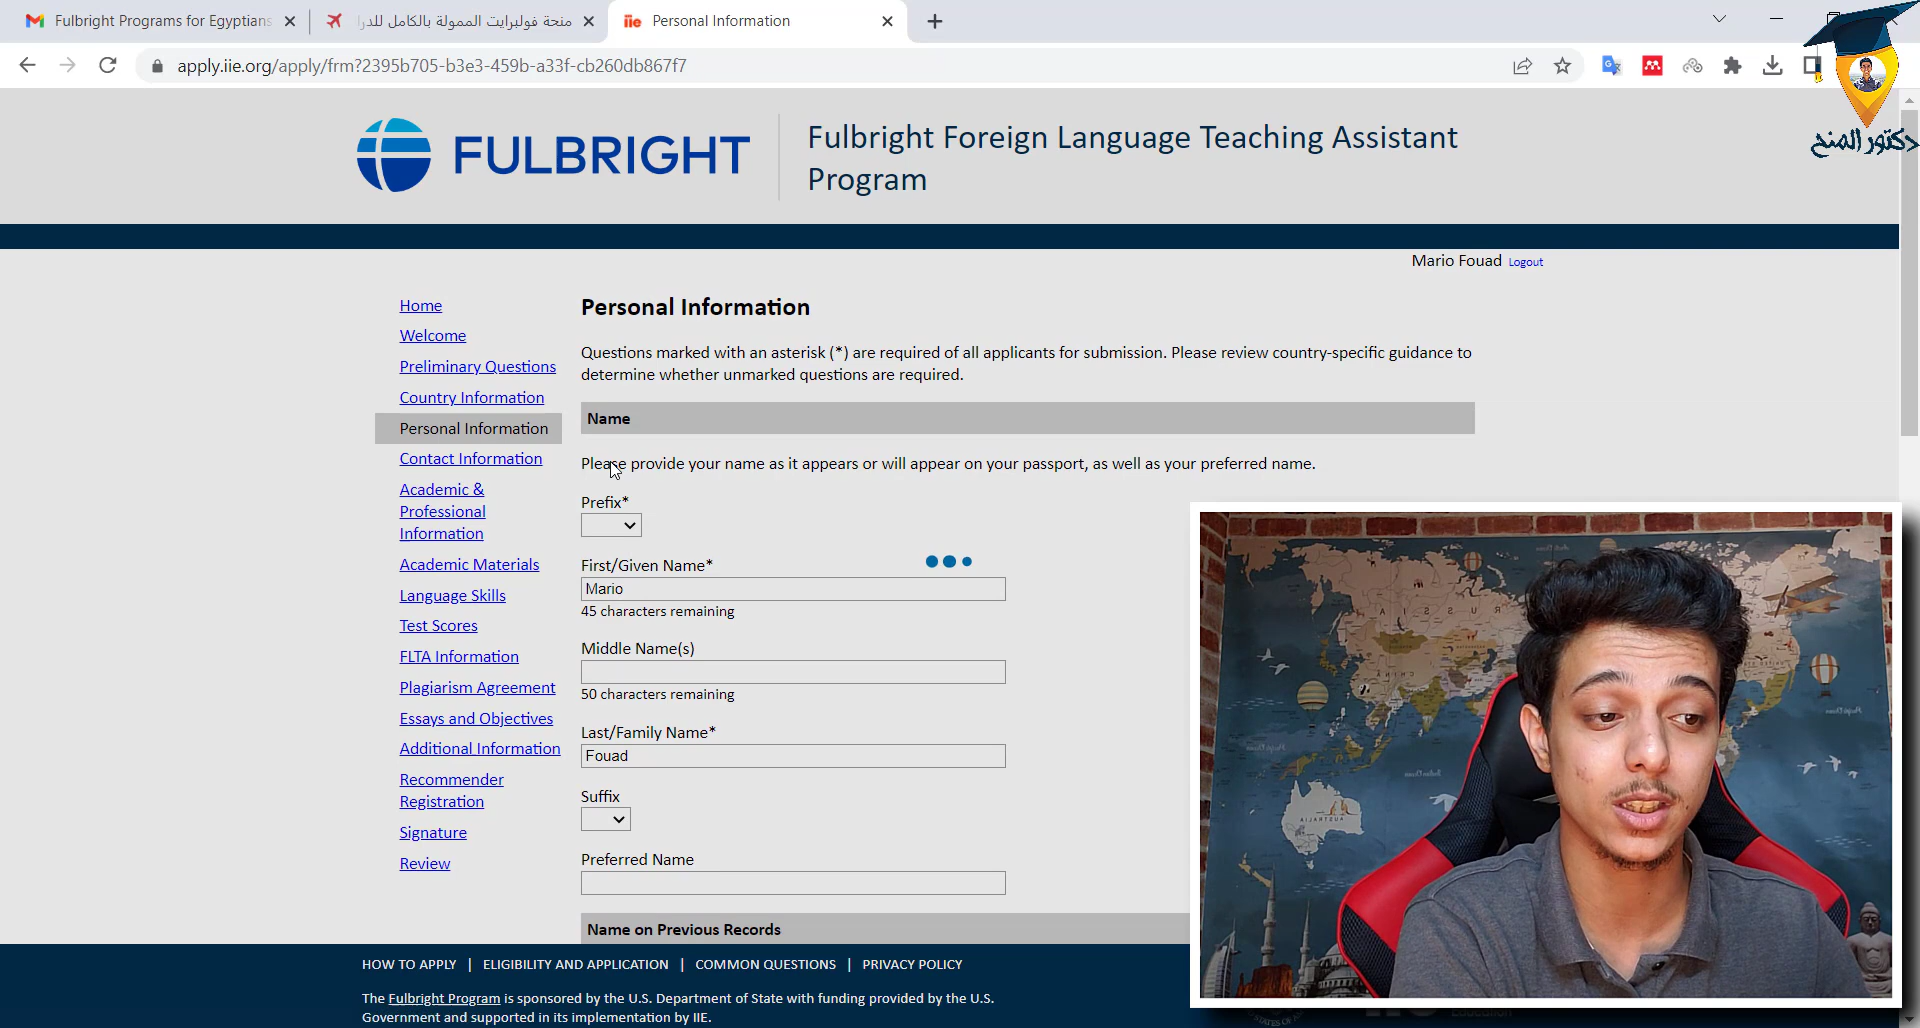 Fulbright Programs for Egyptians
منحة فولبرايت الممولة بالكامل للدرا
iie Personal Information
apply.iie.org/apply/frm?2395b705-b3e3-459b-a33f-cb260db867f7
دكتور المنح
FULBRIGHT
Fulbright Foreign Language Teaching Assistant
Program
Mario Fouad Logout
Home
Welcome
Preliminary Questions
Country Information
Personal Information
Contact Information
Academic &
Professional
Information
Academic Materials
Language Skills
Test Scores
FLTA Information
Plagiarism Agreement
Essays and Objectives
Additional Information
Recommender
Registration
Signature
Review
Personal Information
Questions marked with an asterisk (*) are required of all applicants for submission. Please review country-specific guidance to
determine whether unmarked questions are required.
Name
Please provide your name as it appears or will appear on your passport, as well as your preferred name.
Prefix*
First/Given Name*
Mario
45 characters remaining
Middle Name(s)
50 characters remaining
Last/Family Name*
Fouad
Suffix
Preferred Name
Name on Previous Records
RUSSIA
CHINA
AUSTRALIA
HOW TO APPLY | ELIGIBILITY AND APPLICATION | COMMON QUESTIONS | PRIVACY POLICY
The Fulbright Program is sponsored by the U.S. Department of State with funding provided by the U.S.
Government and supported in its implementation by IIE.